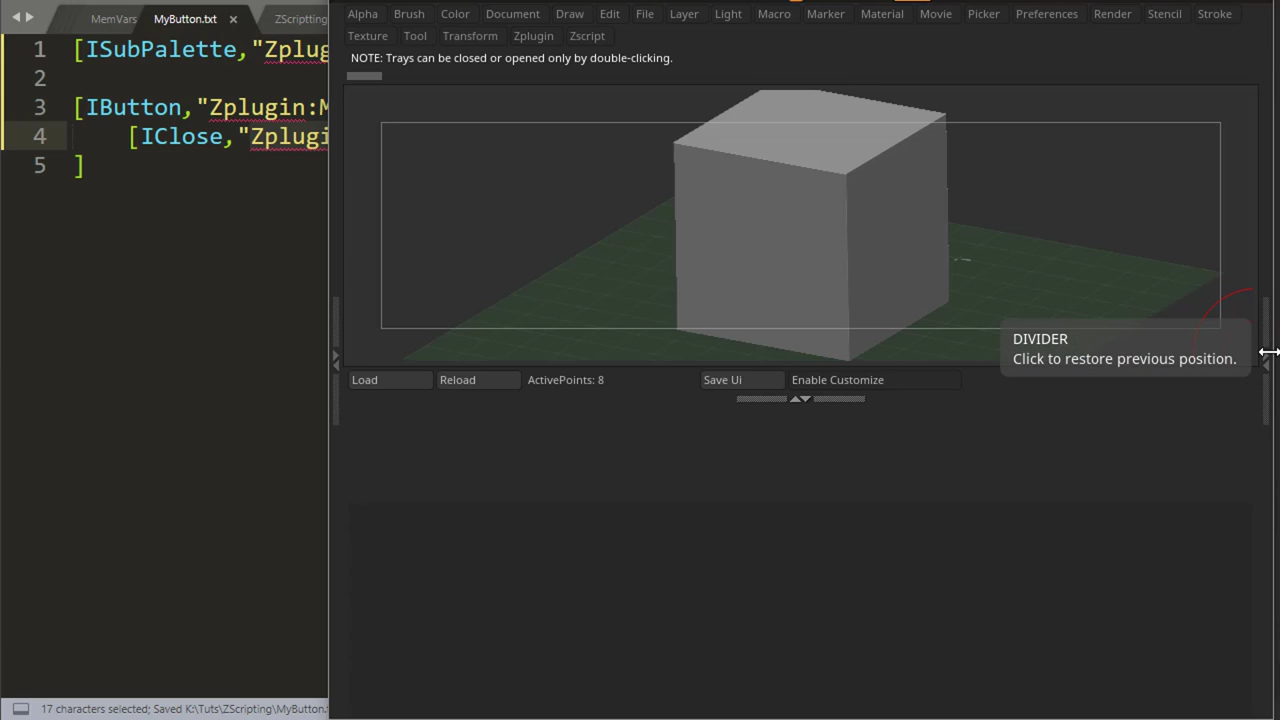 MemVars MyButton.txt × ZScripting
1 [ISubPalette,"Zplug
2
3 [IButton,"Zplugin:M
4 [IClose,"Zplugi
5 ]
17 characters selected; Saved K:\Tuts\ZScripting\MyButton.
Alpha Brush Color Document Draw Edit File Layer Light Macro Marker Material Movie Picker Preferences Render Stencil Stroke
Texture Tool Transform Zplugin Zscript
NOTE: Trays can be closed or opened only by double-clicking.
DIVIDER
Click to restore previous position.
Load Reload ActivePoints: 8 Save Ui Enable Customize